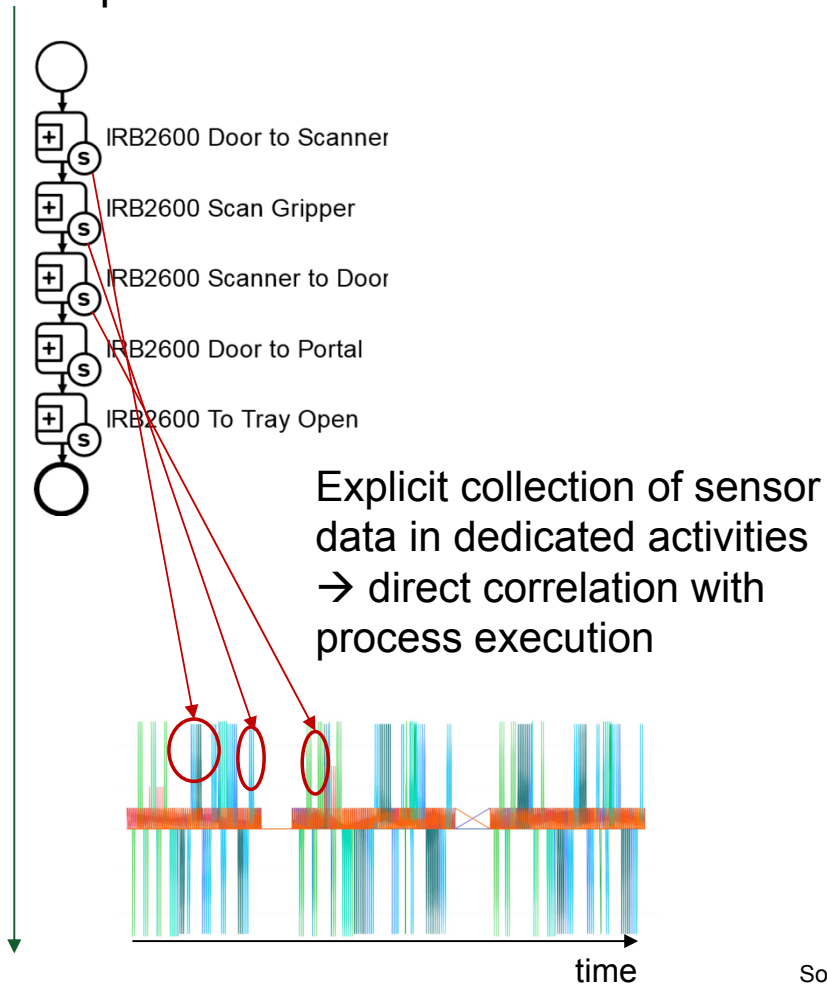 IRB2600 Door to Scanner
s
IRB2600 Scan Gripper
s
IRB2600 Scanner to Door
s
IRB2600 Door to Portal
s
IRB2600 To Tray Open
s
Explicit collection of sensor
data in dedicated activities
→ direct correlation with
process execution
time
So